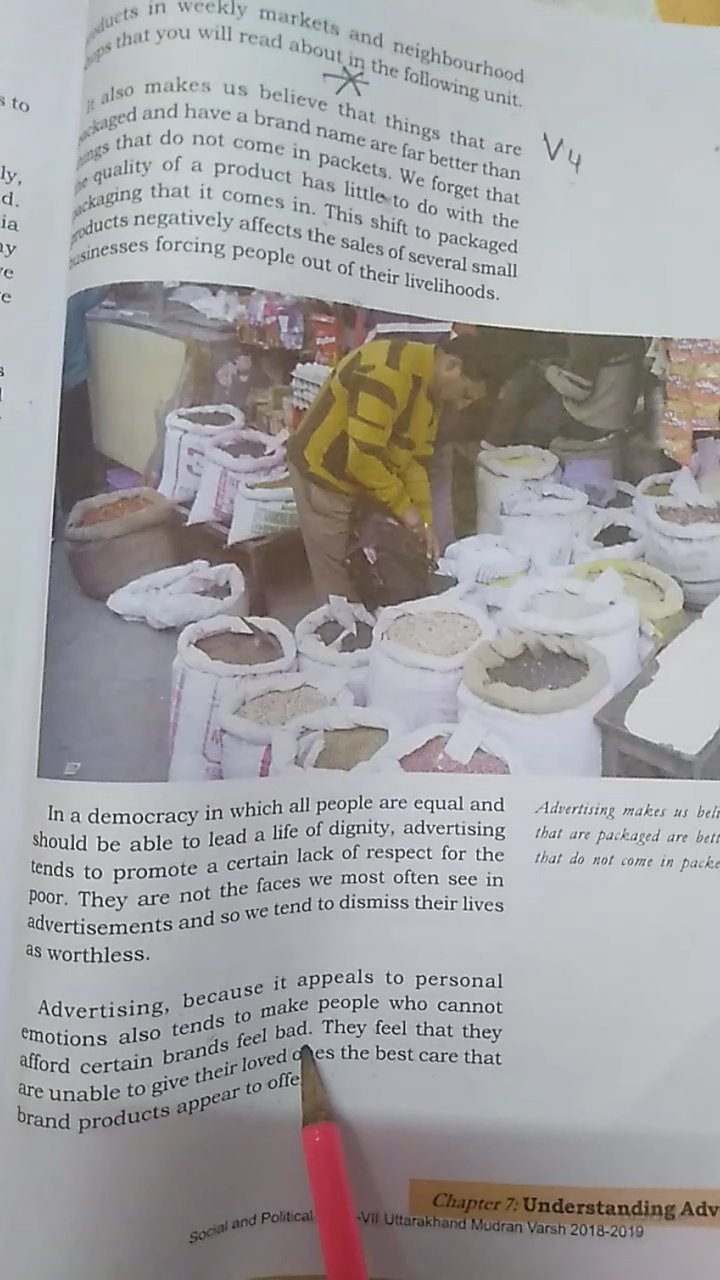 in weekly markets and neighbourhood
that you will read about in the following unit.
It also makes us believe that things that are
and have a brand name are far better than
that do not come in packets. We forget that
quality of a product has little to do with the
that it comes in. This shift to packaged
negatively affects the sales of several small
forcing people out of their livelihoods.
V4
In a democracy in which all people are equal and
should be able to lead a life of dignity, advertising
tends to promote a certain lack of respect for the
poor. They are not the faces we most often see in
advertisements and so we tend to dismiss their lives
as worthless.
Advertising makes us beli
that are packaged are bett
that do not come in packe
Advertising, because it appeals to personal
emotions also tends to make people who cannot
afford certain brands feel bad. They feel that they
are unable to give their loved the best care that
brand products appear to offe
Chapter 7: Understanding Adv
Social and Political -VII Uttarakhand Mudran Varsh 2018-2019